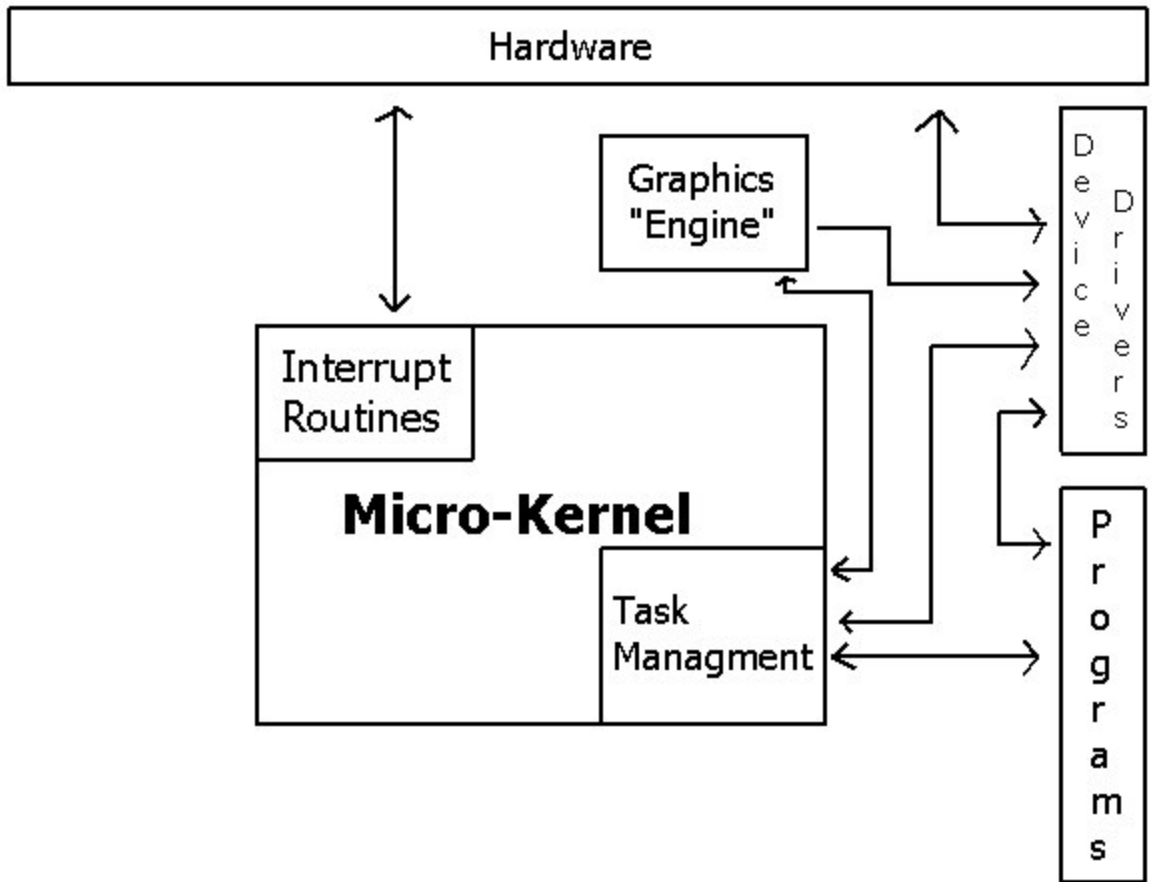 Hardware
Graphics
"Engine"
Device
Drivers
Interrupt
Routines
Micro-Kernel
Task
Managment
Programs